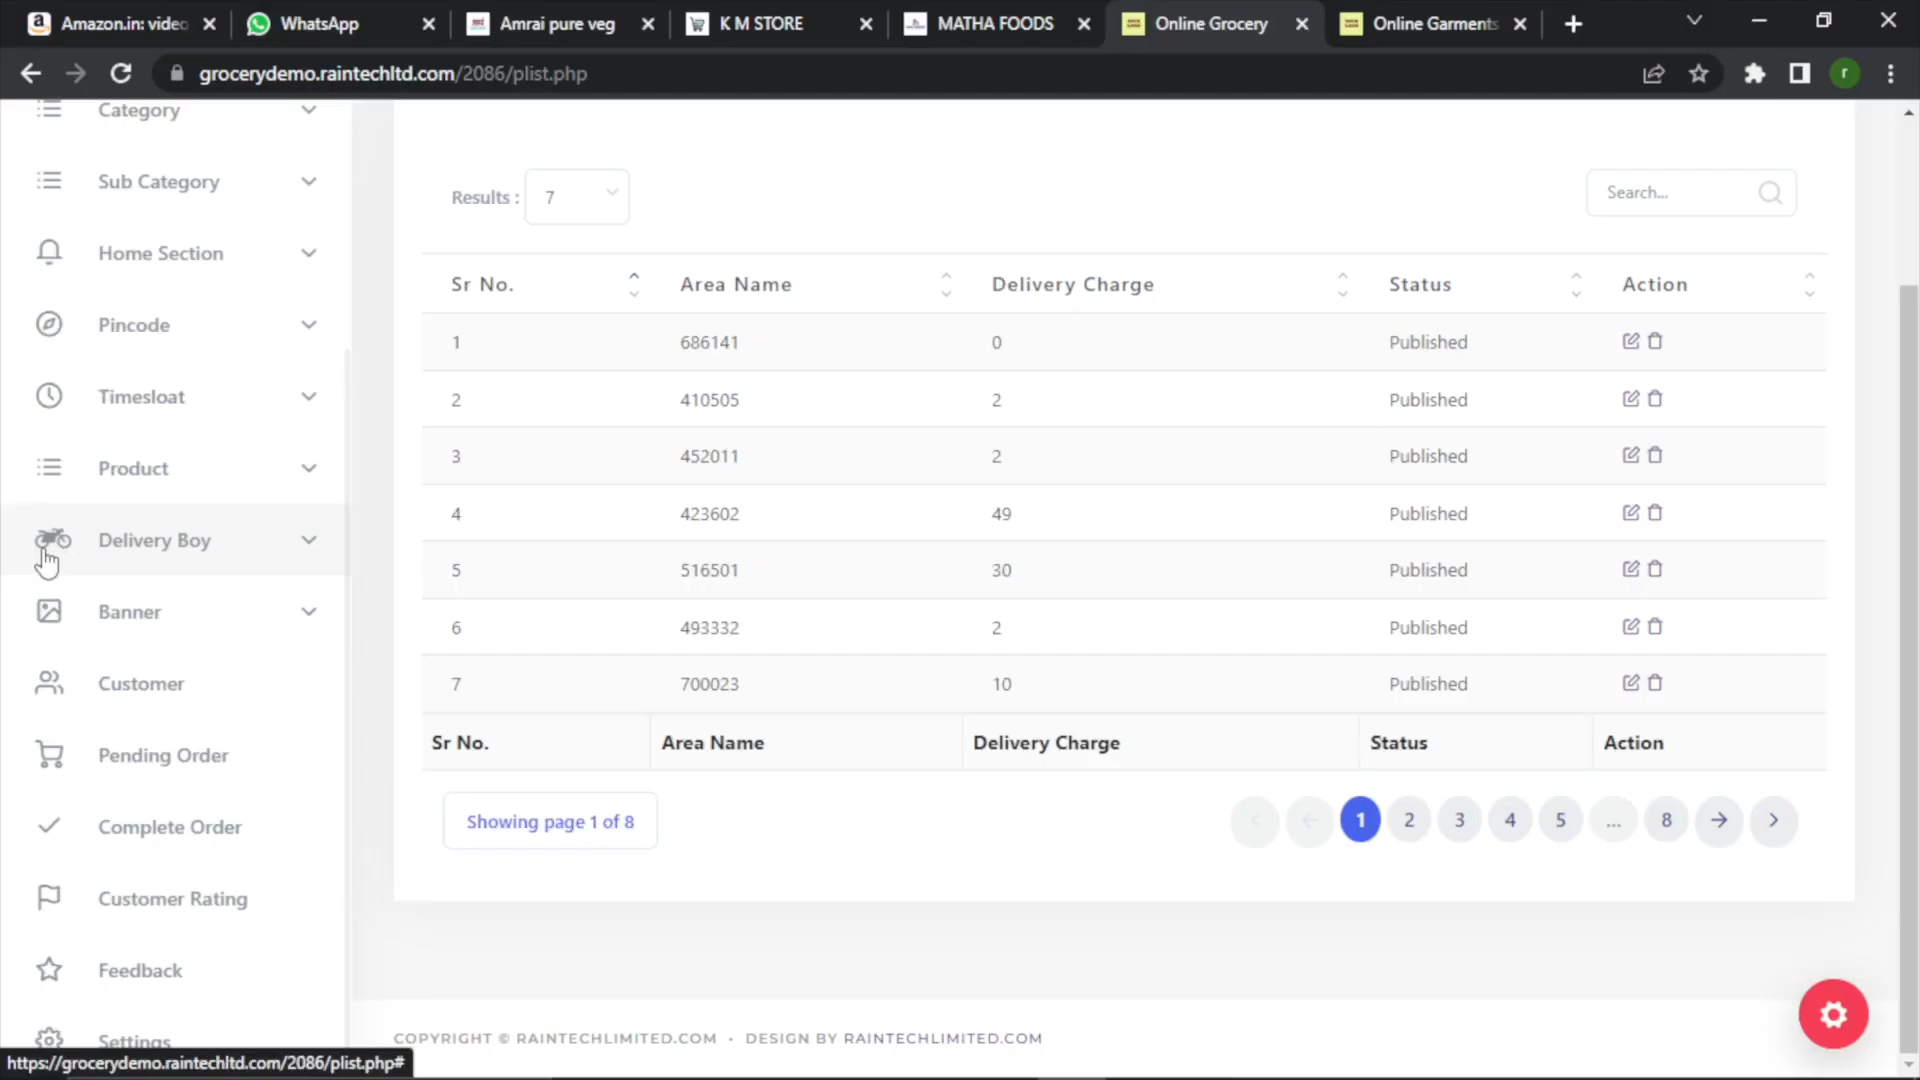 Amazon.in: video
WhatsApp
Amrai pure veg
K M STORE
MATHA FOODS
Online Grocery
Online Garments
grocerydemo.raintechltd.com/2086/plist.php
r
Category
Sub Category
Home Section
Pincode
Timesloat
Product
Delivery Boy
Banner
Customer
Pending Order
Complete Order
Customer Rating
Feedback
Settings
Results : 7
Search...
Sr No. Area Name Delivery Charge Status Action
1 686141 0 Published
2 410505 2 Published
3 452011 2 Published
4 423602 49 Published
5 516501 30 Published
6 493332 2 Published
7 700023 10 Published
Sr No. Area Name Delivery Charge Status Action
Showing page 1 of 8
1 2 3 4 5 ... 8
COPYRIGHT © RAINTECHLIMITED.COM • DESIGN BY RAINTECHLIMITED.COM
https://grocerydemo.raintechltd.com/2086/plist.php#